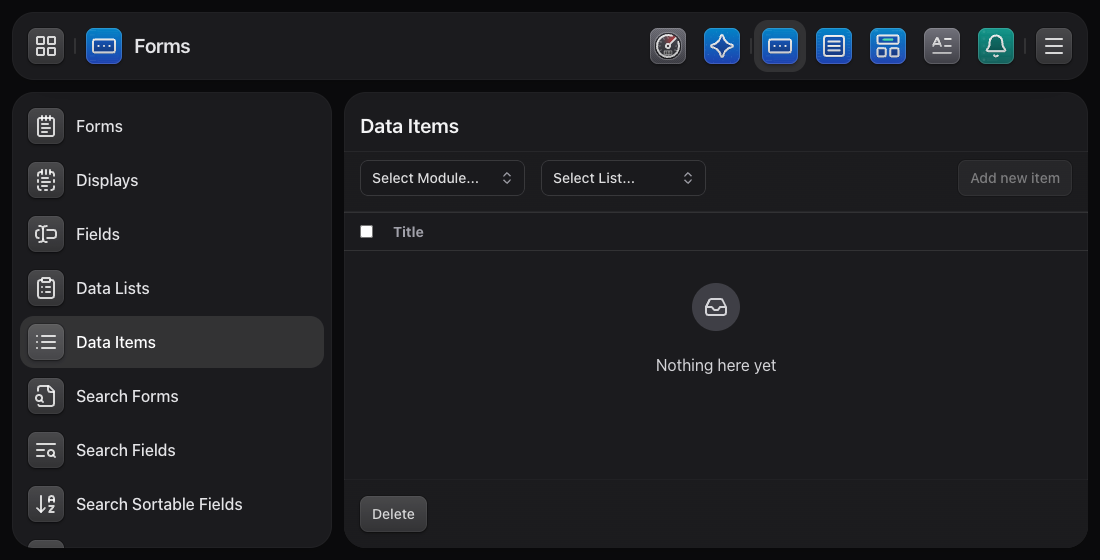 Forms
Forms
Displays
Fields
Data Lists
Data Items
Search Forms
Search Fields
Search Sortable Fields
Data Items
Select Module...
Select List...
Add new item
Title
Nothing here yet
Delete